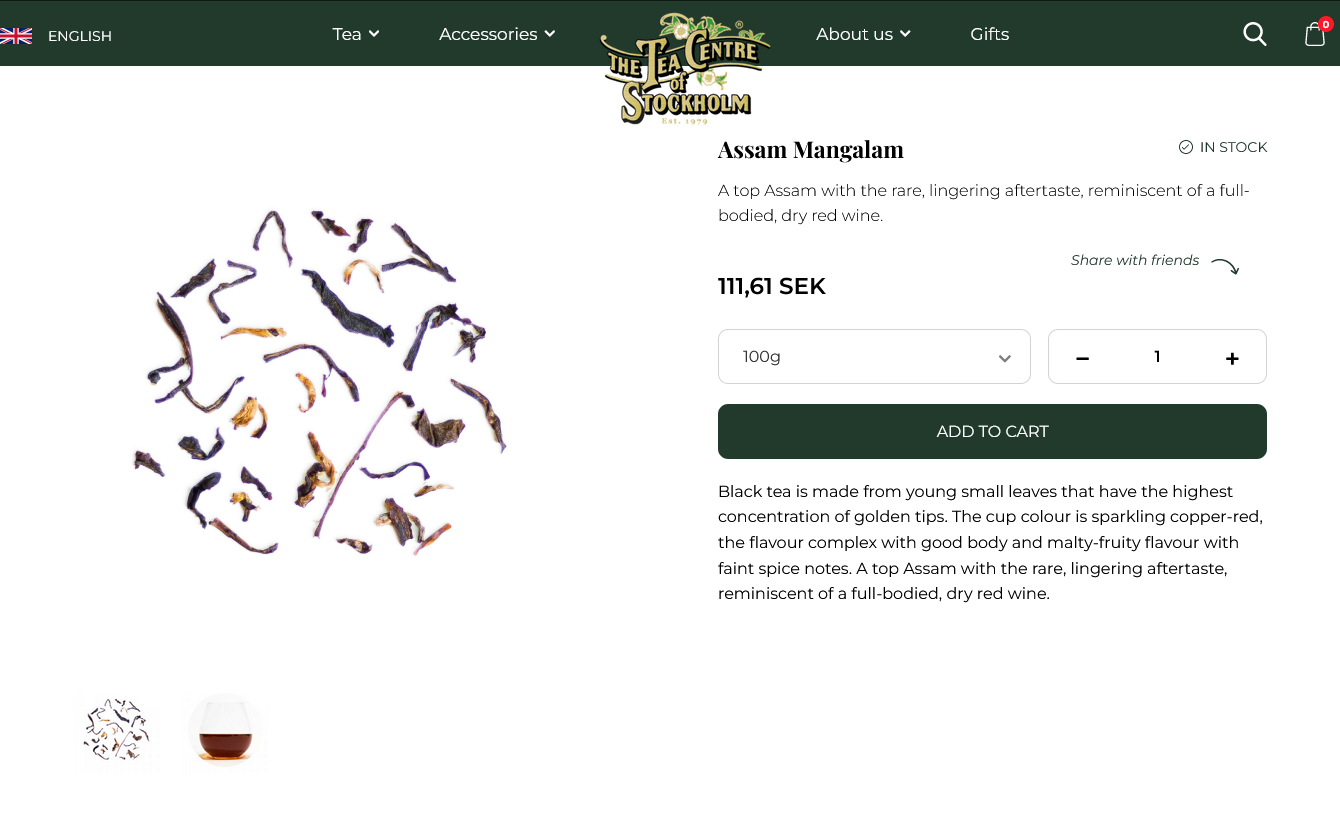 ENGLISH
Tea
Accessories
THE TEA CENTRE
of
STOCKHOLM
Est. 1979
®
About us
Gifts
0
Assam Mangalam
IN STOCK
A top Assam with the rare, lingering aftertaste, reminiscent of a full-
bodied, dry red wine.
Share with friends
111,61 SEK
100g
− 1 +
ADD TO CART
Black tea is made from young small leaves that have the highest
concentration of golden tips. The cup colour is sparkling copper-red,
the flavour complex with good body and malty-fruity flavour with
faint spice notes. A top Assam with the rare, lingering aftertaste,
reminiscent of a full-bodied, dry red wine.